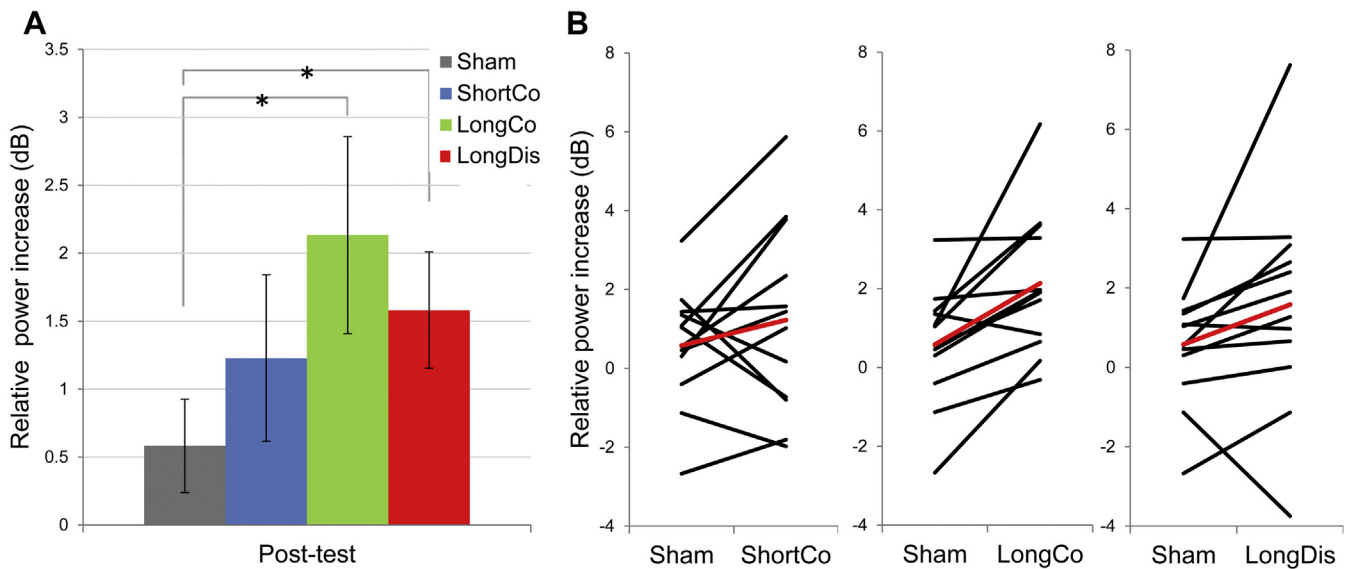 A
Relative power increase (dB)
3.5
3
2.5
2
1.5
1
0.5
0
*
*
Sham
ShortCo
LongCo
LongDis
Post-test
B
Relative power increase (dB)
8
6
4
2
0
-2
-4
Sham ShortCo
8
6
4
2
0
-2
-4
Sham LongCo
8
6
4
2
0
-2
-4
Sham LongDis